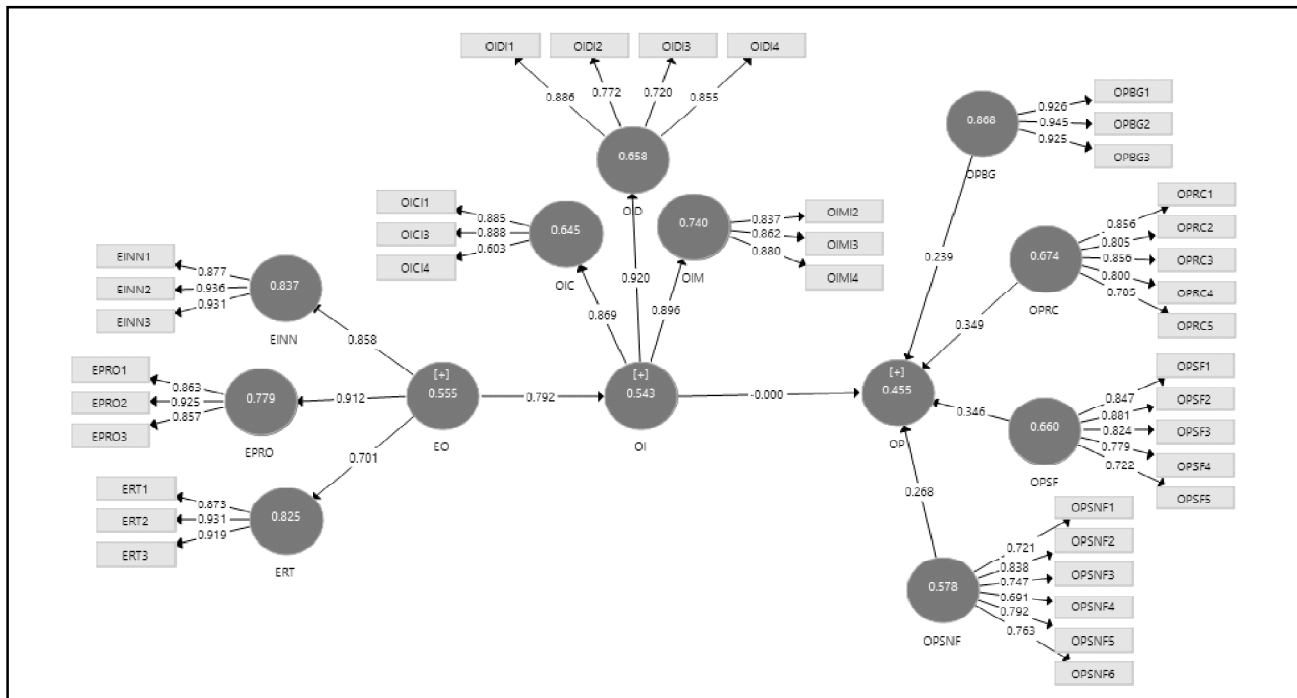 OIDI1 OIDI2 OIDI3 OIDI4
0.886 0.772 0.720 0.855
0.658
OID
OPBG1
OPBG2
OPBG3
0.926
0.945
0.925
0.868
OPBG
0.239
OICI1
OICI3
OICI4
0.885
0.888
0.603
0.645
OIC
0.740
OIM
0.837
0.862
0.880
OIMI2
OIMI3
OIMI4
OPRC1
OPRC2
OPRC3
OPRC4
OPRC5
0.856
0.805
0.856
0.800
0.765
0.674
OPRC
0.349
EINN1
EINN2
EINN3
0.877
0.936
0.931
0.837
EINN
0.858
0.869
0.920
0.896
EPRO1
EPRO2
EPRO3
0.863
0.925
0.857
0.779
EPRO
0.912
[+]
0.555
EO
0.792
[+]
0.543
OI
-0.000
[+]
0.455
OP
0.346
0.660
OPSF
0.847
0.881
0.824
0.779
0.722
OPSF1
OPSF2
OPSF3
OPSF4
OPSF5
0.701
ERT1
ERT2
ERT3
0.873
0.931
0.919
0.825
ERT
0.268
0.578
OPSNF
0.721
0.838
0.747
0.691
0.792
0.763
OPSNF1
OPSNF2
OPSNF3
OPSNF4
OPSNF5
OPSNF6